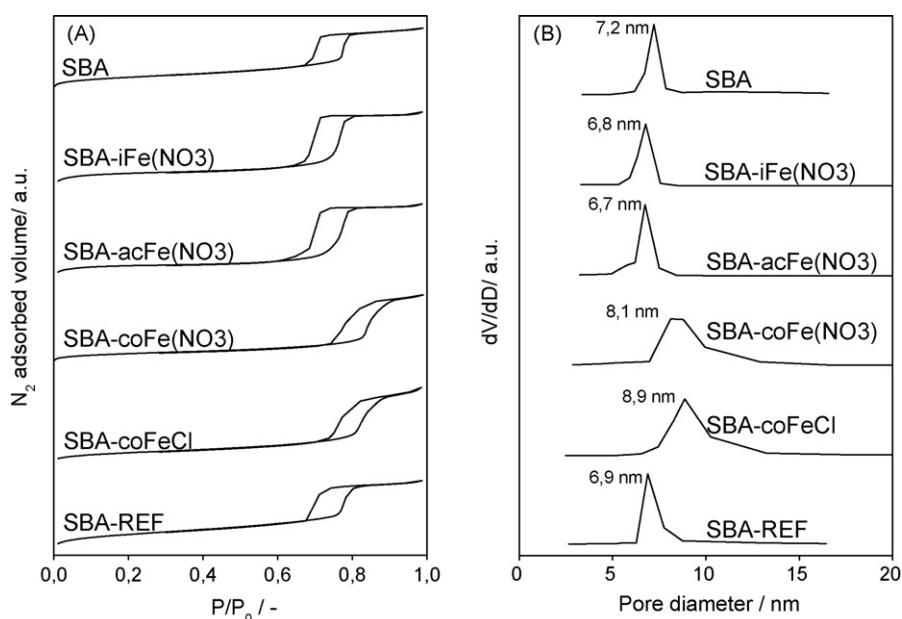 (A)
SBA
SBA-iFe(NO3)
SBA-acFe(NO3)
SBA-coFe(NO3)
SBA-coFeCl
SBA-REF
N2 adsorbed volume/ a.u.
0,0 0,2 0,4 0,6 0,8 1,0
P/P0 / -
(B)
7,2 nm
SBA
6,8 nm
SBA-iFe(NO3)
6,7 nm
SBA-acFe(NO3)
8,1 nm
SBA-coFe(NO3)
8,9 nm
SBA-coFeCl
6,9 nm
SBA-REF
dV/dD/ a.u.
0 5 10 15 20
Pore diameter / nm